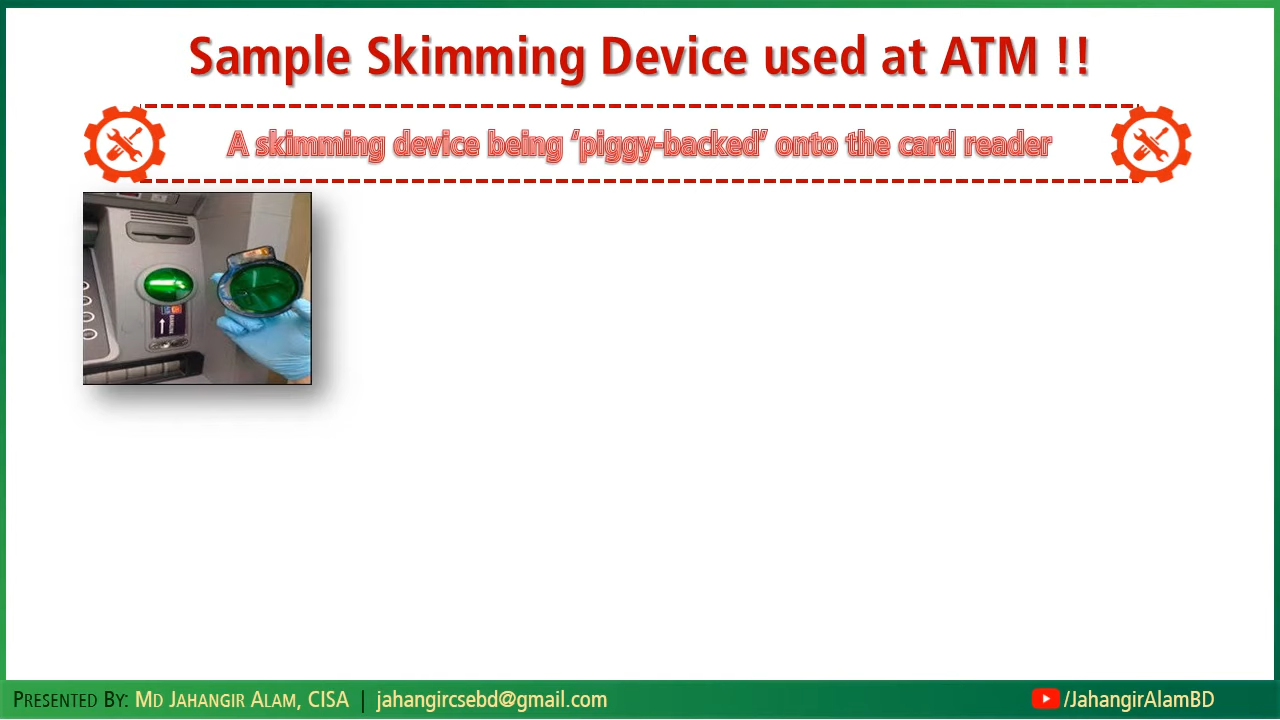 Sample Skimming Device used at ATM !!
A skimming device being ‘piggy-backed’ onto the card reader
PRESENTED BY: MD JAHANGIR ALAM, CISA | jahangircsebd@gmail.com
/JahangirAlamBD